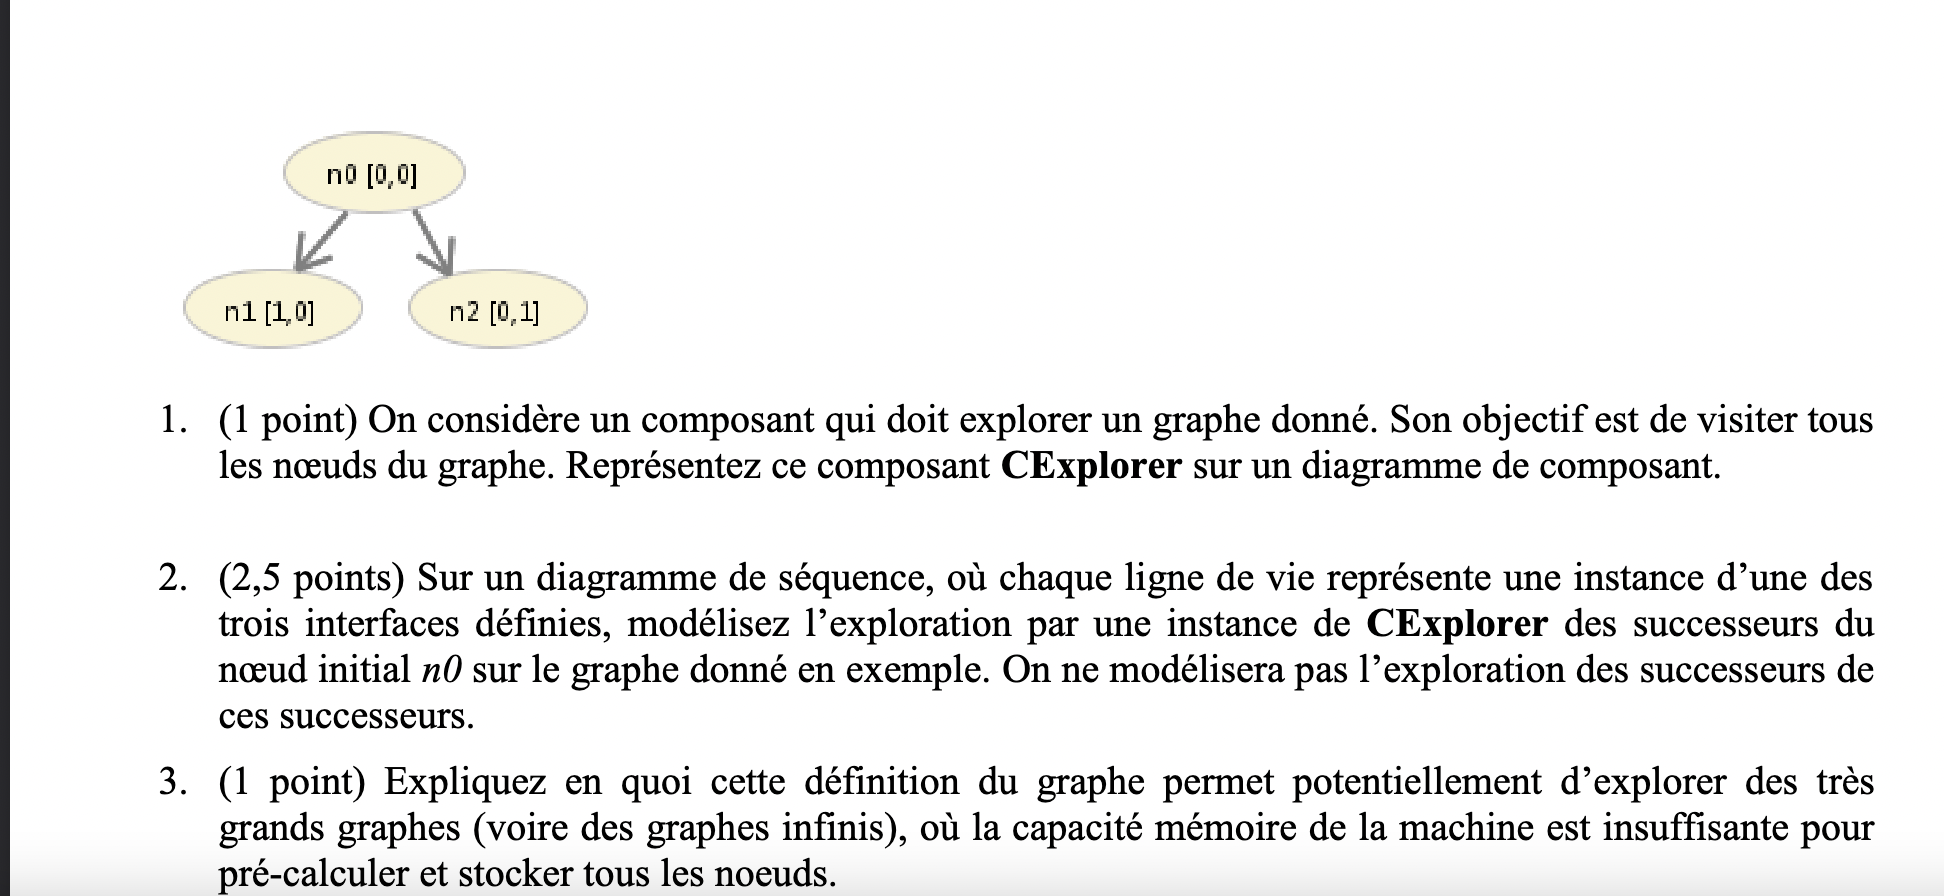 n0 [0,0]
n1 [1,0] n2 [0,1]
1. (1 point) On considère un composant qui doit explorer un graphe donné. Son objectif est de visiter tous
les nœuds du graphe. Représentez ce composant CExplorer sur un diagramme de composant.
2. (2,5 points) Sur un diagramme de séquence, où chaque ligne de vie représente une instance d’une des
trois interfaces définies, modélisez l’exploration par une instance de CExplorer des successeurs du
nœud initial n0 sur le graphe donné en exemple. On ne modélisera pas l’exploration des successeurs de
ces successeurs.
3. (1 point) Expliquez en quoi cette définition du graphe permet potentiellement d’explorer des très
grands graphes (voire des graphes infinis), où la capacité mémoire de la machine est insuffisante pour
pré-calculer et stocker tous les noeuds.